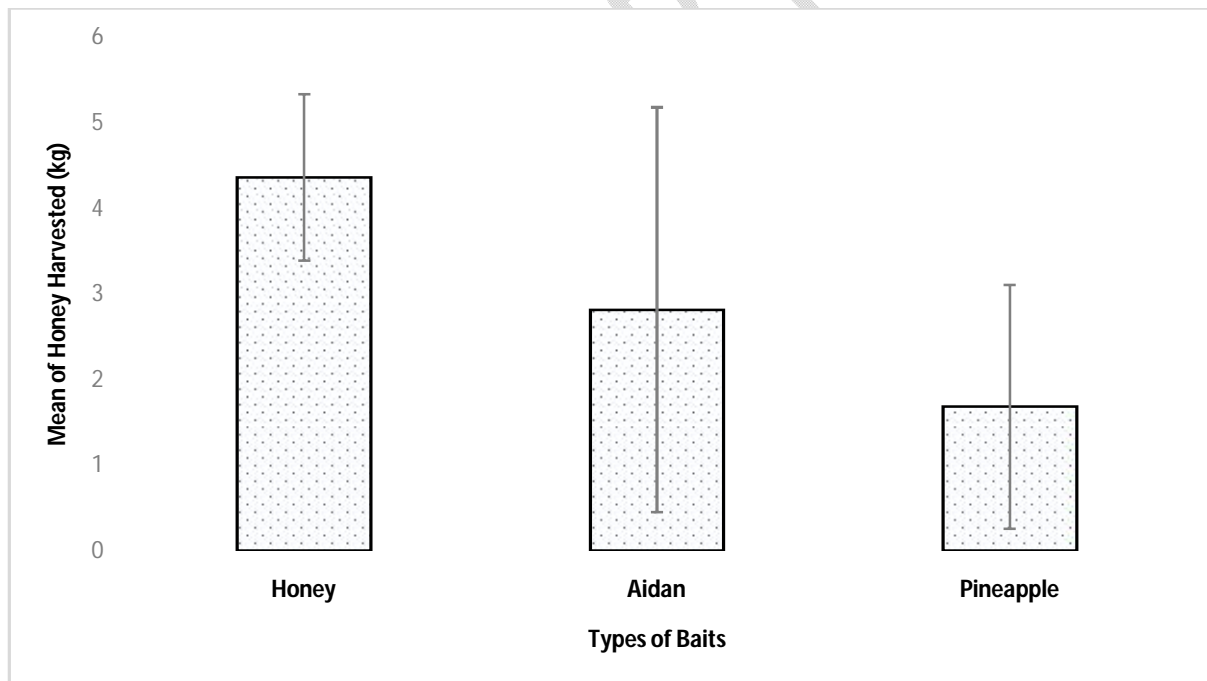 6
5
4
3
2
1
0
Mean of Honey Harvested (kg)
Honey Aidan Pineapple
Types of Baits